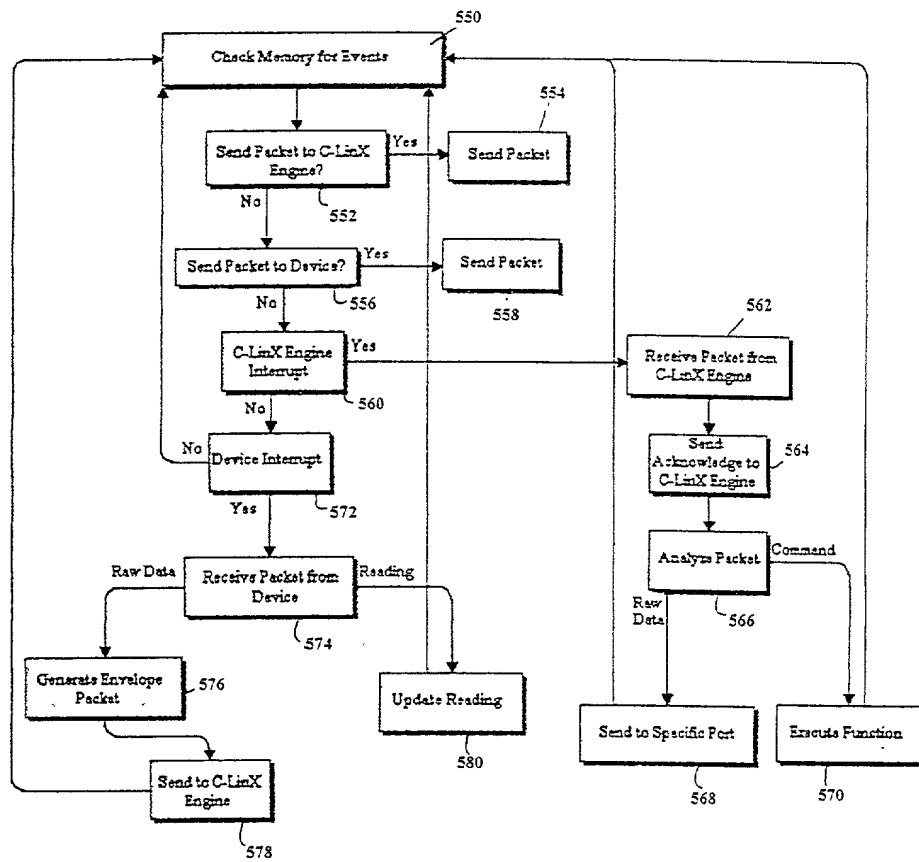 550
Check Memory for Events
554
Send Packet to C-LinX
Engine?
Yes
Send Packet
No
552
Send Packet to Device?
Yes
Send Packet
556
558
No
562
C-LinX Engine
Interrupt
Yes
Receive Packet from
C-LinX Engine
560
No
No
Device Interrupt
Send
Acknowledge to
C-LinX Engine
564
572
Yes
Analyze Packet
Command
Raw Data
Receive Packet from
Device
Reading
566
Raw
Data
574
Generate Envelope
Packet
576
Update Reading
Send to Specific Port
Execute Function
580
568
570
Send to C-LinX
Engine
578